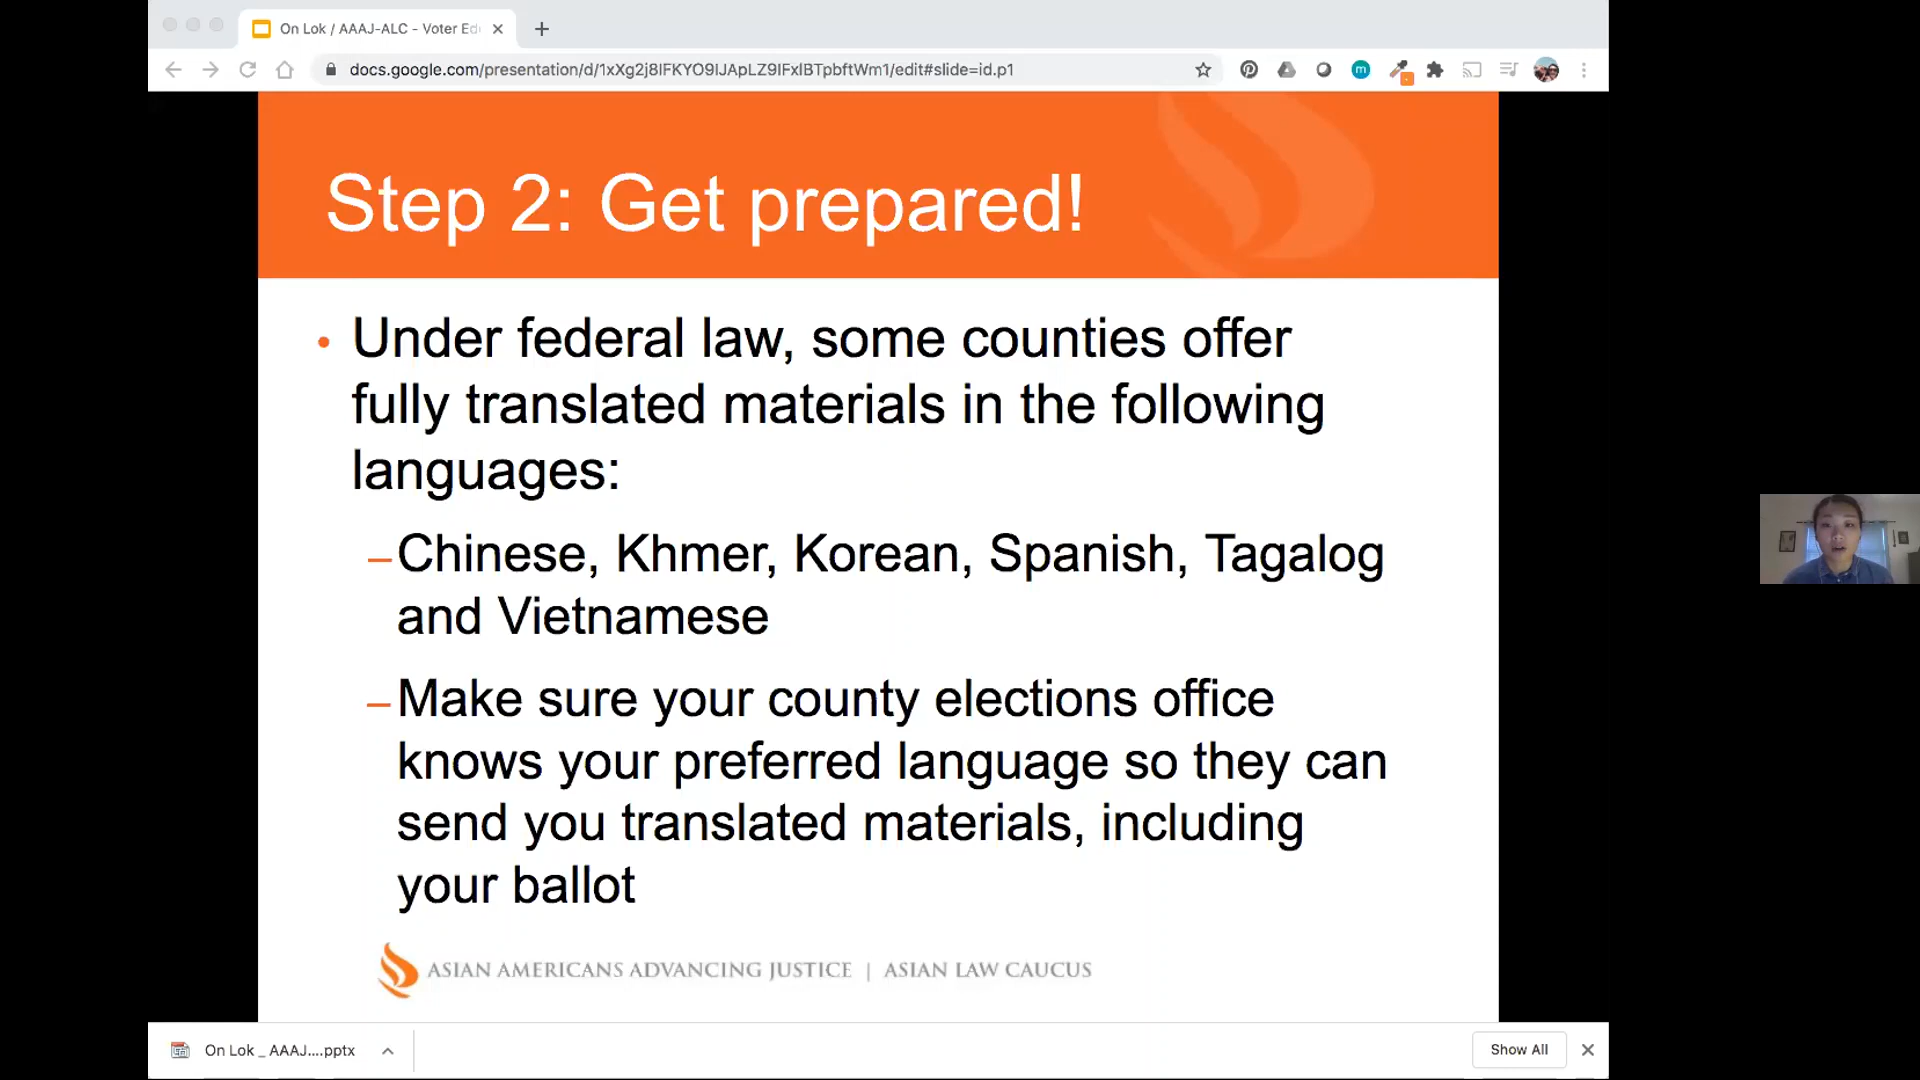 On Lok / AAAJ-ALC - Voter Ed
docs.google.com/presentation/d/1xXg2j8lFKYO9lJApLZ9lFxlBTpbftWm1/edit#slide=id.p1
m
Step 2: Get prepared!
• Under federal law, some counties offer
fully translated materials in the following
languages:
–Chinese, Khmer, Korean, Spanish, Tagalog
and Vietnamese
–Make sure your county elections office
knows your preferred language so they can
send you translated materials, including
your ballot
ASIAN AMERICANS ADVANCING JUSTICE | ASIAN LAW CAUCUS
On Lok _ AAAJ....pptx
Show All